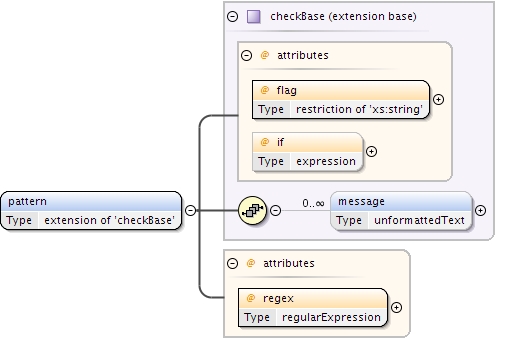 checkBase (extension base)
@ attributes
@ flag
Type restriction of 'xs:string'
@ if
Type expression
pattern
Type extension of 'checkBase'
0..∞
message
Type unformattedText
@ attributes
@ regex
Type regularExpression